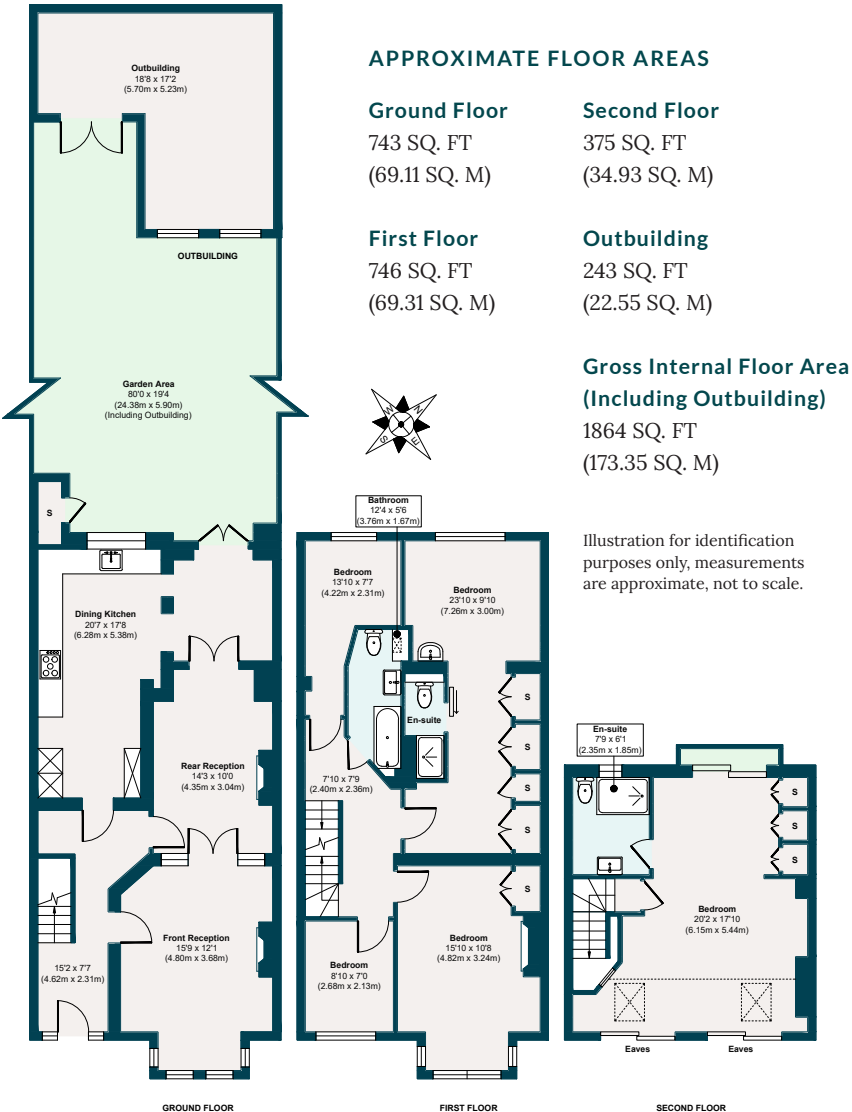 Outbuilding
18'8 x 17'2
(5.70m x 5.23m)
OUTBUILDING
Garden Area
80'0 x 19'4
(24.38m x 5.90m)
(Including Outbuilding)
S
Dining Kitchen
20'7 x 17'8
(6.28m x 5.38m)
Rear Reception
14'3 x 10'0
(4.35m x 3.04m)
Front Reception
15'9 x 12'1
(4.80m x 3.68m)
15'2 x 7'7
(4.62m x 2.31m)
GROUND FLOOR
APPROXIMATE FLOOR AREAS
Ground Floor
743 SQ. FT
(69.11 SQ. M)
Second Floor
375 SQ. FT
(34.93 SQ. M)
First Floor
746 SQ. FT
(69.31 SQ. M)
Outbuilding
243 SQ. FT
(22.55 SQ. M)
Gross Internal Floor Area
(Including Outbuilding)
1864 SQ. FT
(173.35 SQ. M)
W
N
S
E
Illustration for identification
purposes only, measurements
are approximate, not to scale.
Bathroom
12'4 x 5'6
(3.76m x 1.67m)
Bedroom
13'10 x 7'7
(4.22m x 2.31m)
Bedroom
23'10 x 9'10
(7.26m x 3.00m)
En-suite
S
S
S
S
7'10 x 7'9
(2.40m x 2.36m)
S
Bedroom
15'10 x 10'8
(4.82m x 3.24m)
Bedroom
8'10 x 7'0
(2.68m x 2.13m)
FIRST FLOOR
En-suite
7'9 x 6'1
(2.35m x 1.85m)
S
S
S
Bedroom
20'2 x 17'10
(6.15m x 5.44m)
Eaves
Eaves
SECOND FLOOR